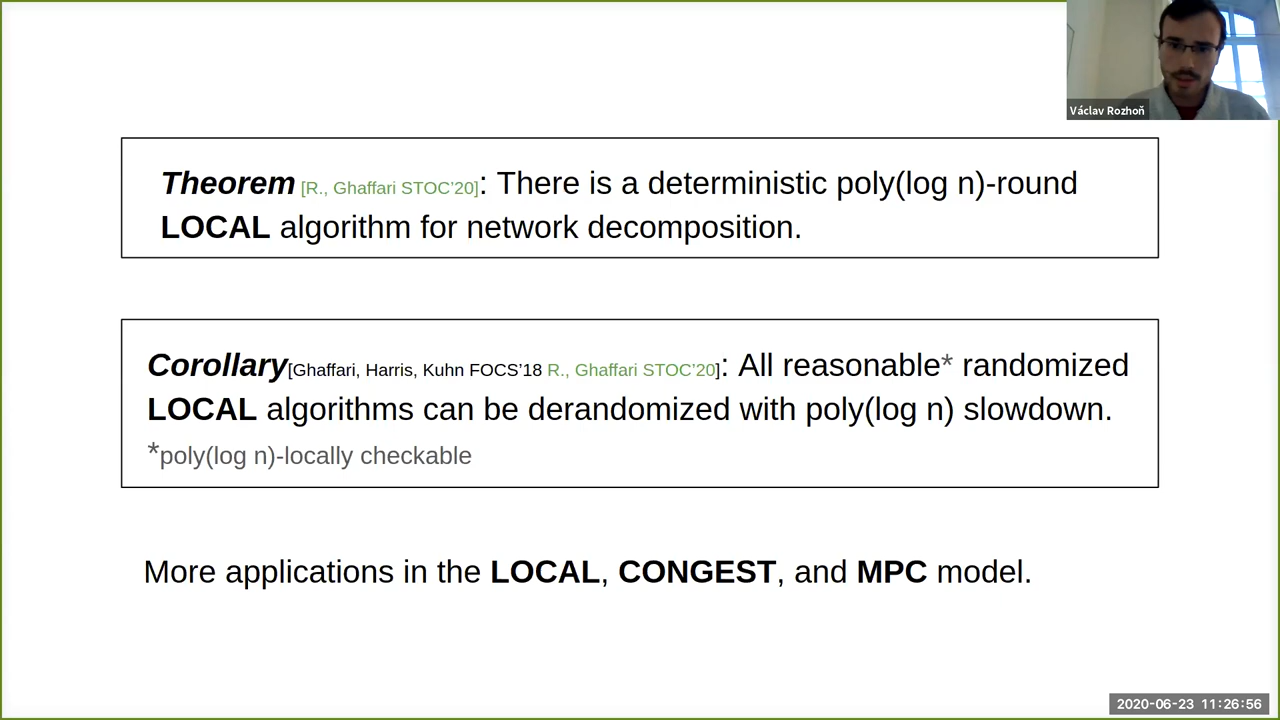 Václav Rozhoň
Theorem [R., Ghaffari STOC’20]: There is a deterministic poly(log n)-round
LOCAL algorithm for network decomposition.
Corollary[Ghaffari, Harris, Kuhn FOCS’18 R., Ghaffari STOC’20]: All reasonable* randomized
LOCAL algorithms can be derandomized with poly(log n) slowdown.
*poly(log n)-locally checkable
More applications in the LOCAL, CONGEST, and MPC model.
2020-06-23 11:26:56